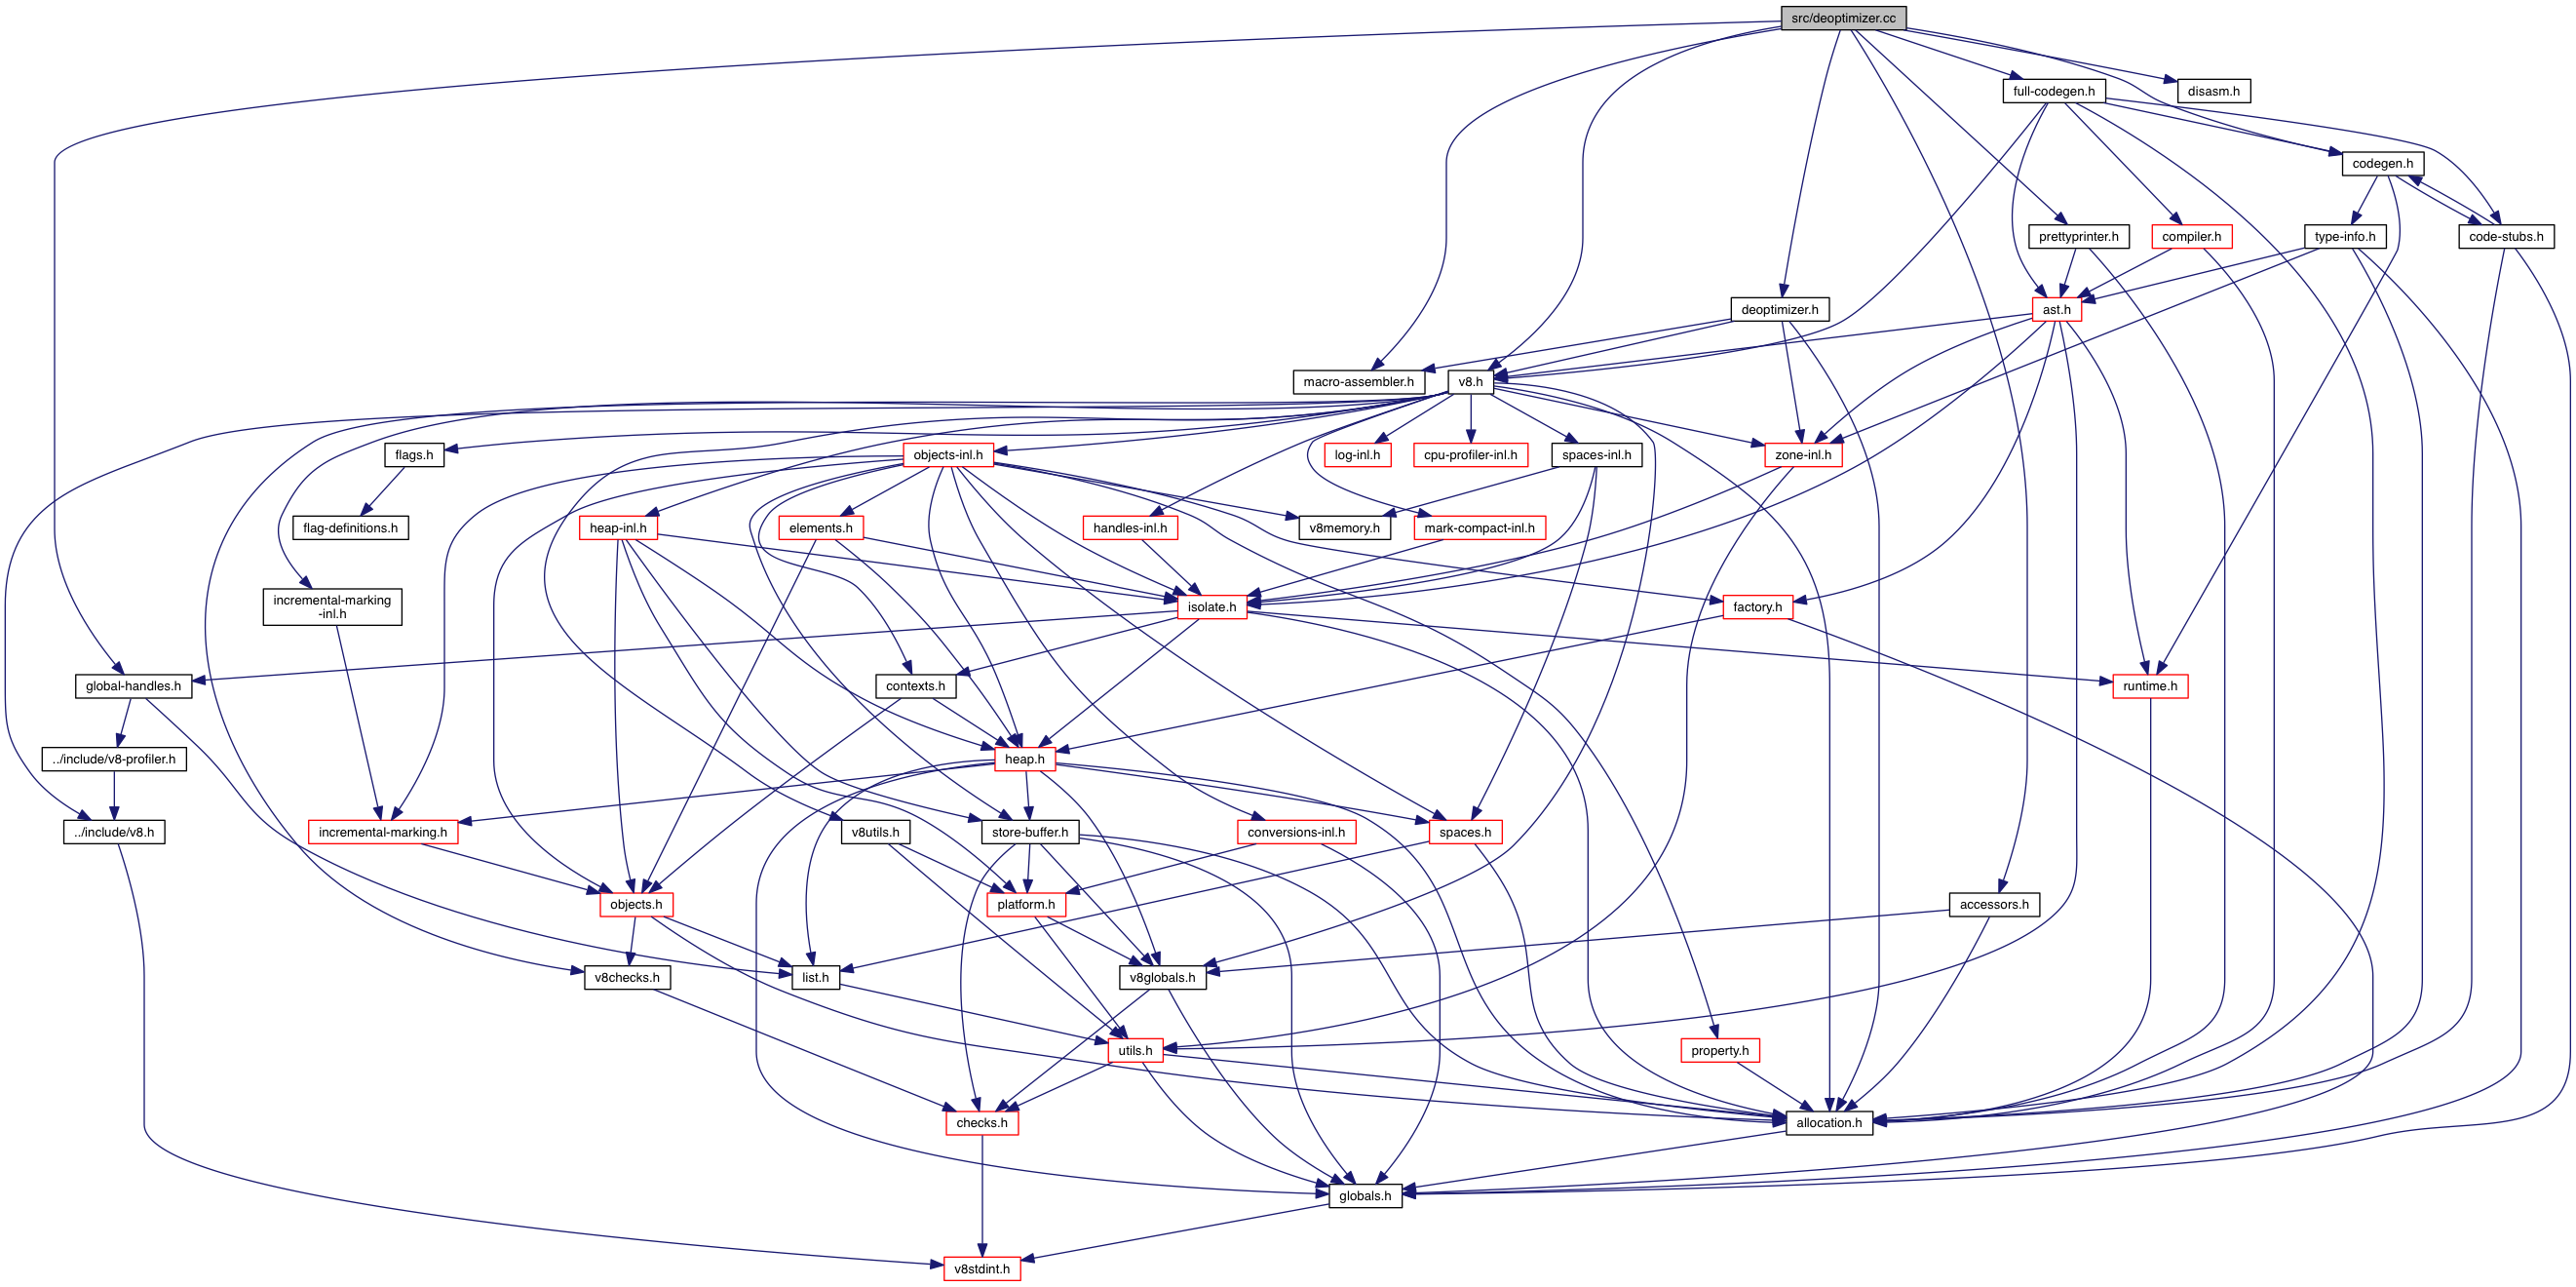 src/deoptimizer.cc
full-codegen.h
disasm.h
codegen.h
prettyprinter.h
compiler.h
type-info.h
code-stubs.h
deoptimizer.h
ast.h
macro-assembler.h
v8.h
flags.h
objects-inl.h
log-inl.h
cpu-profiler-inl.h
spaces-inl.h
zone-inl.h
flag-definitions.h
heap-inl.h
elements.h
handles-inl.h
v8memory.h
mark-compact-inl.h
incremental-marking
-inl.h
isolate.h
factory.h
global-handles.h
contexts.h
runtime.h
../include/v8-profiler.h
heap.h
../include/v8.h
incremental-marking.h
v8utils.h
store-buffer.h
conversions-inl.h
spaces.h
objects.h
platform.h
accessors.h
v8checks.h
list.h
v8globals.h
utils.h
property.h
checks.h
allocation.h
globals.h
v8stdint.h